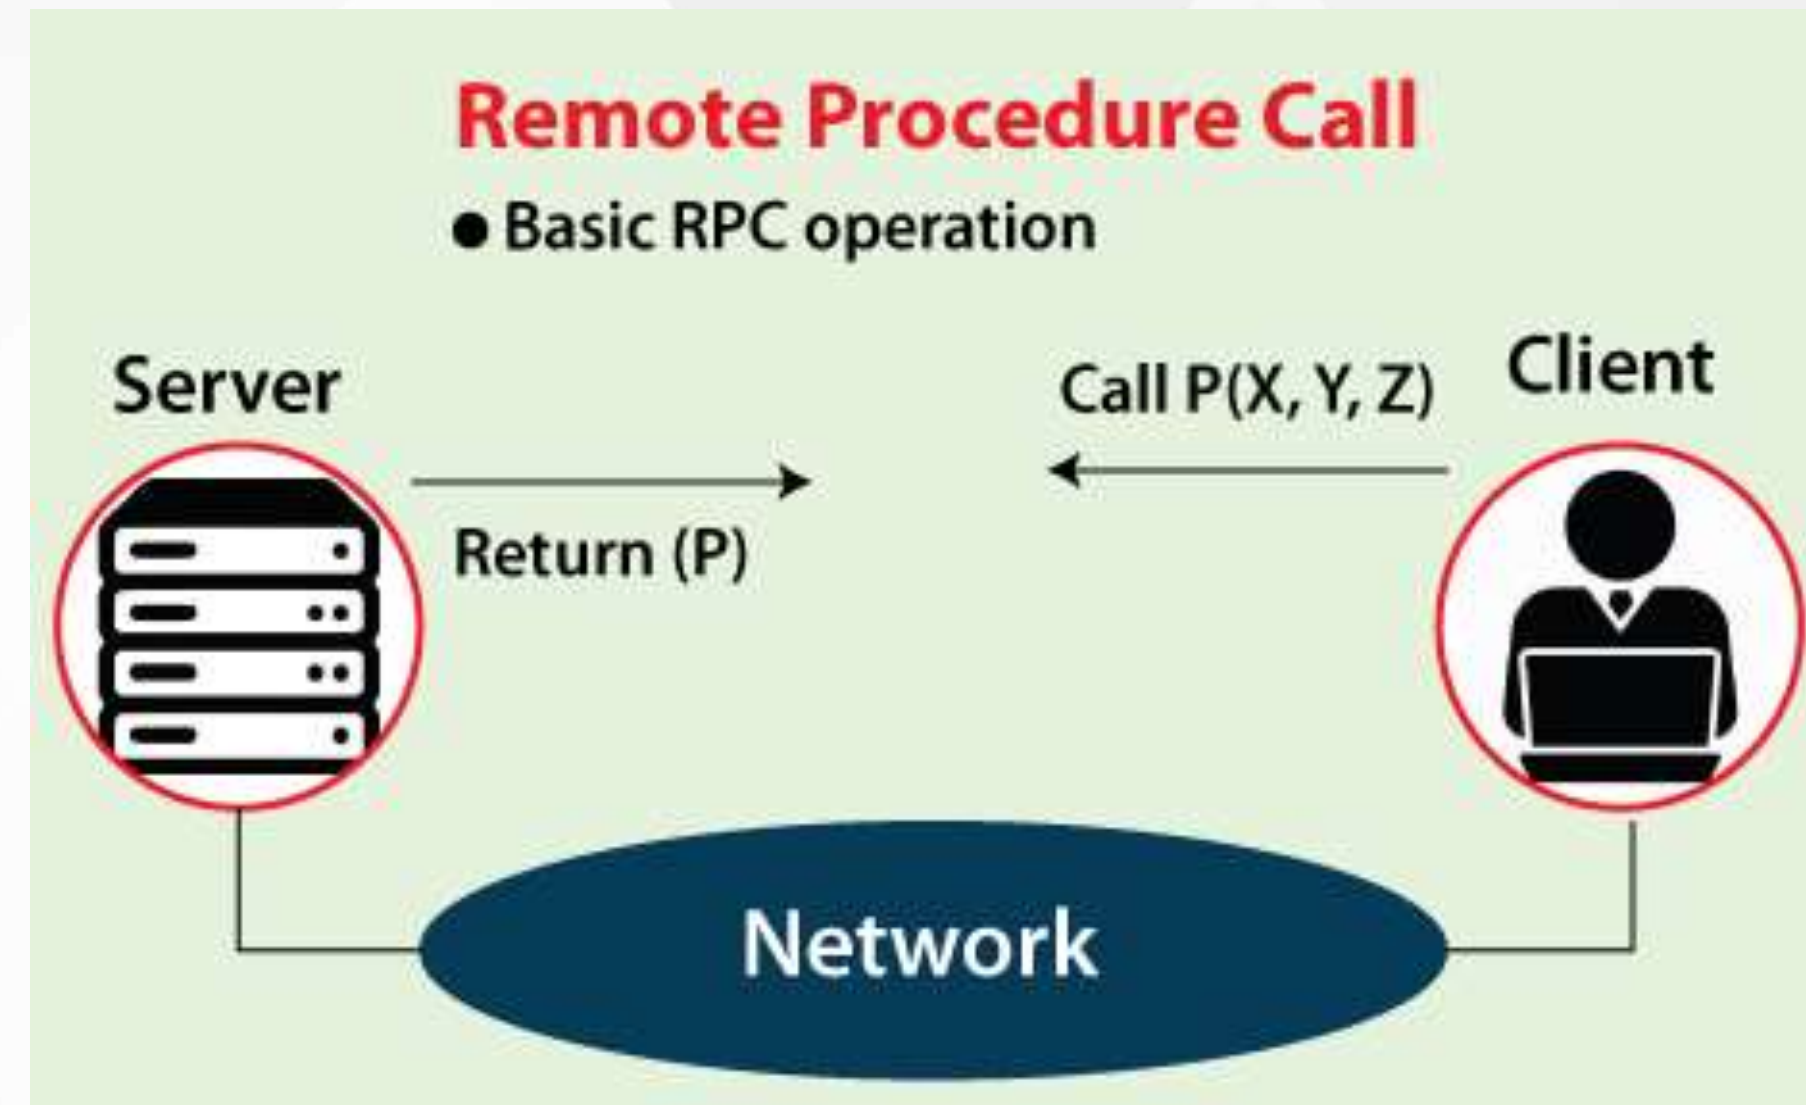 Remote Procedure Call
● Basic RPC operation
Server
Call P(X, Y, Z)
Client
Return (P)
Network